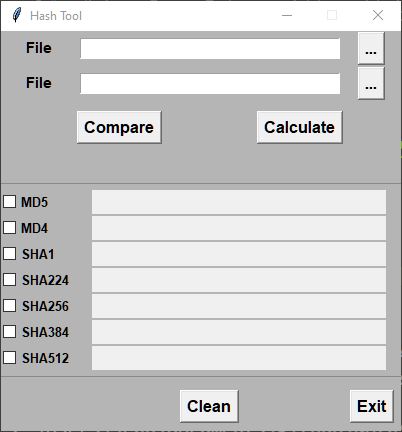 Hash Tool
File ...
File ...
Compare Calculate
MD5
MD4
SHA1
SHA224
SHA256
SHA384
SHA512
Clean Exit